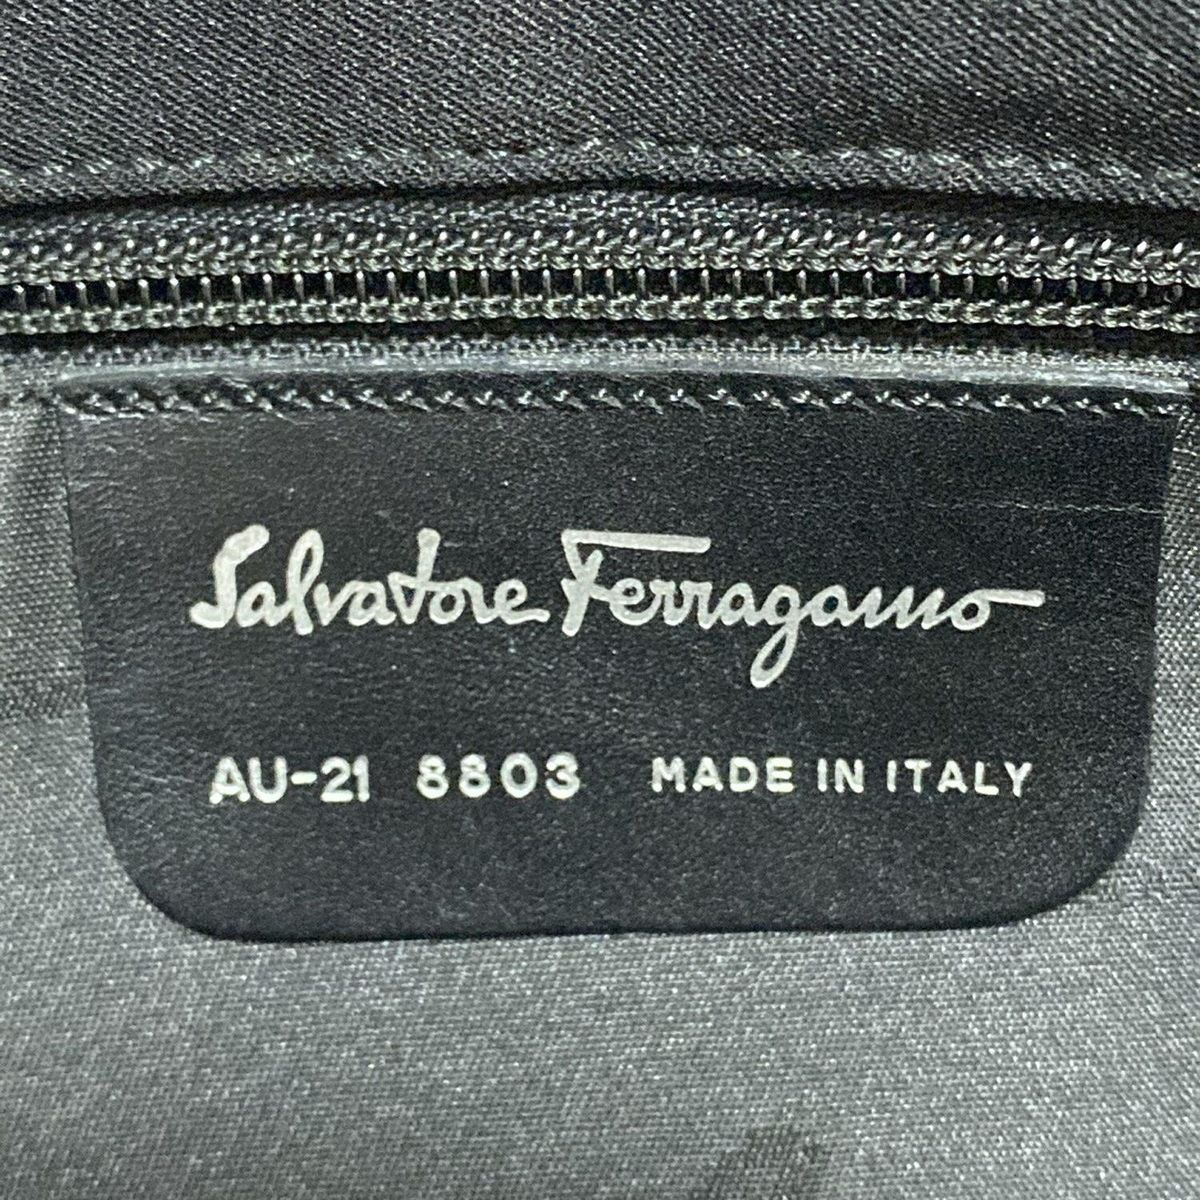 Salvatore Ferragamo
AU-21 8803 MADE IN ITALY